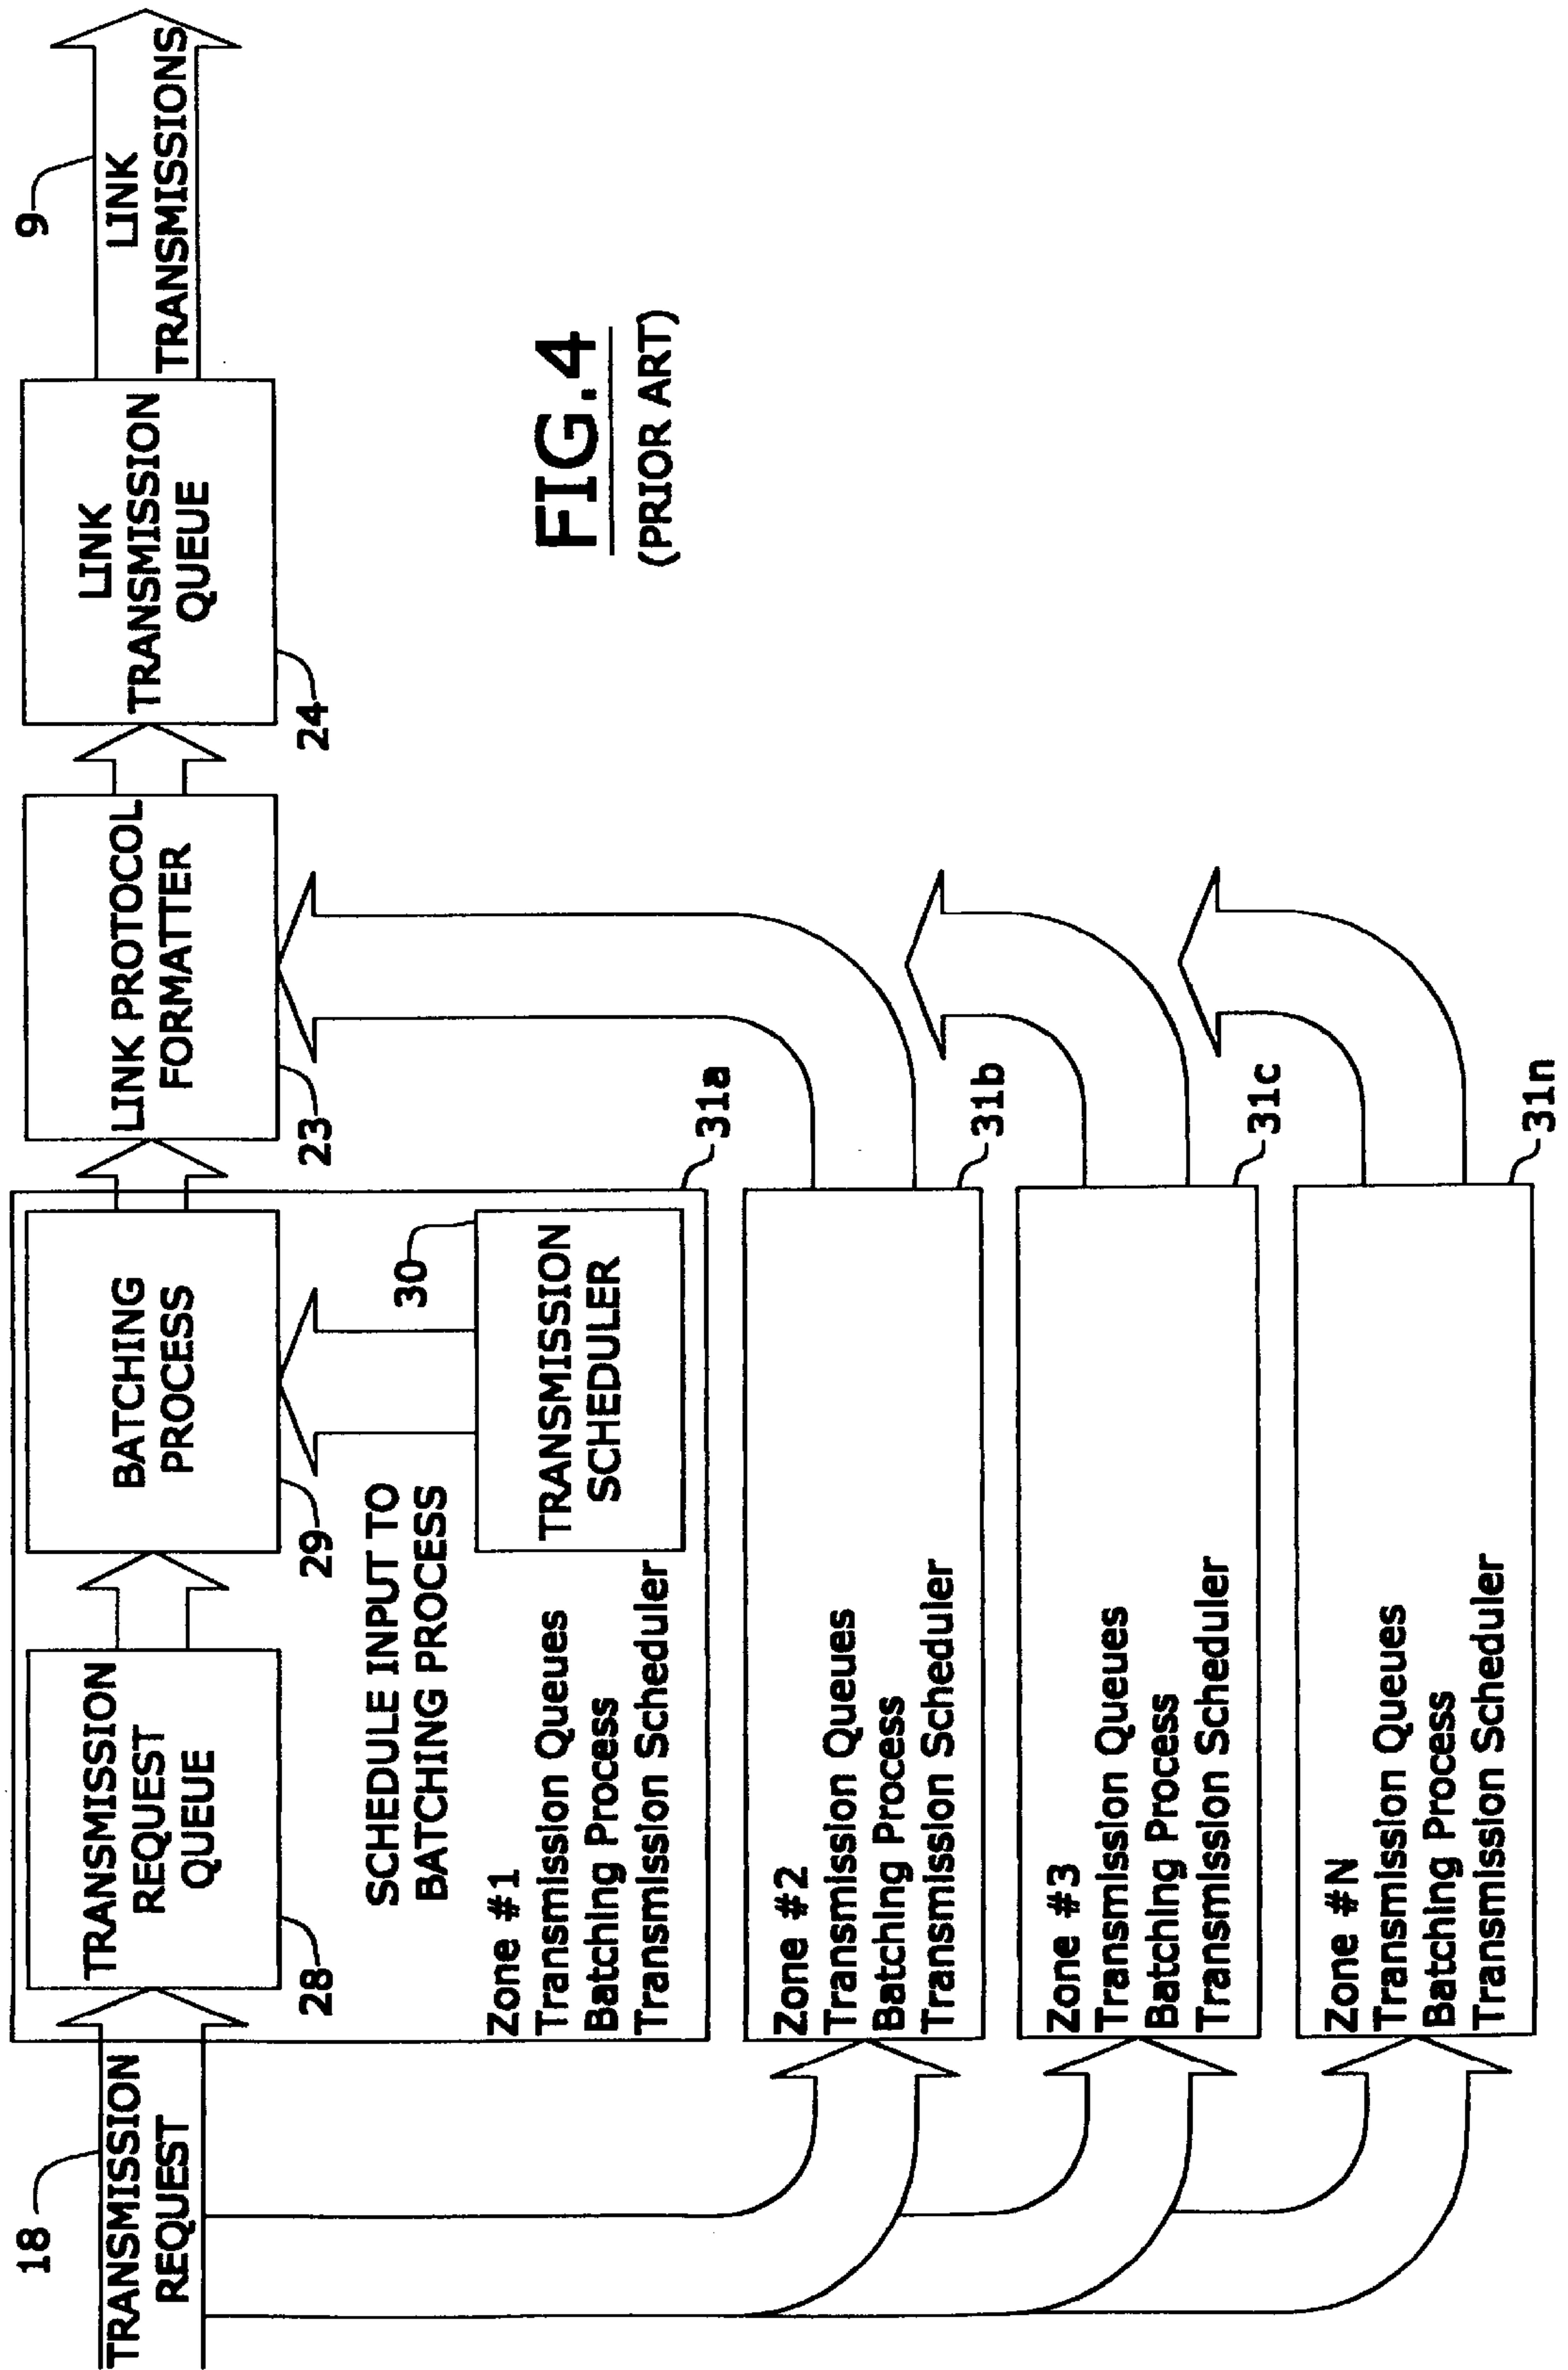 18
TRANSMISSION
REQUEST
TRANSMISSION
REQUEST
QUEUE
28
BATCHING
PROCESS
29
SCHEDULE INPUT TO
BATCHING PROCESS
30
TRANSMISSION
SCHEDULER
Zone #1
Transmission Queues
Batching Process
Transmission Scheduler
31a
LINK PROTOCOL
FORMATTER
23
LINK
TRANSMISSION
QUEUE
24
9
LINK
TRANSMISSIONS
Zone #2
Transmission Queues
Batching Process
Transmission Scheduler
31b
Zone #3
Transmission Queues
Batching Process
Transmission Scheduler
31c
Zone #N
Transmission Queues
Batching Process
Transmission Scheduler
31n
FIG.4
(PRIOR ART)